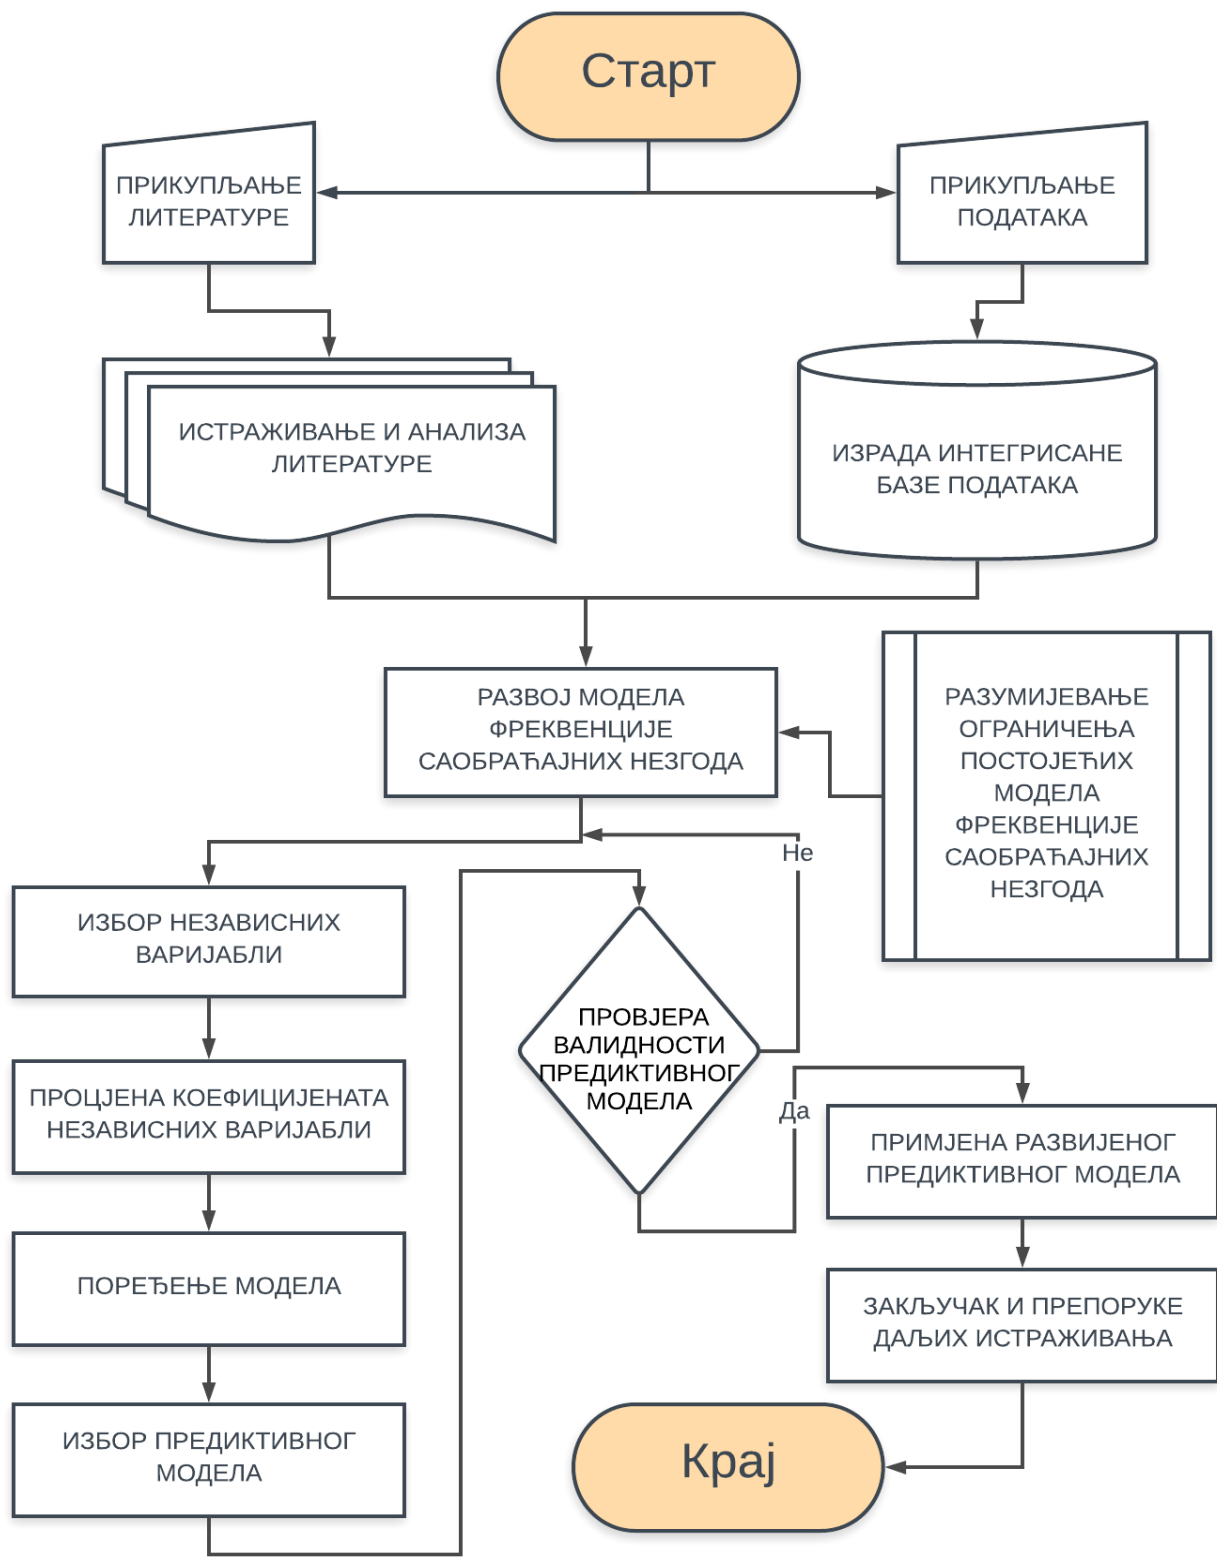 Старт
ПРИКУПЉАЊЕ
ЛИТЕРАТУРЕ
ПРИКУПЉАЊЕ
ПОДАТАКА
ИСТРАЖИВАЊЕ И АНАЛИЗА
ЛИТЕРАТУРЕ
ИЗРАДА ИНТЕГРИСАНЕ
БАЗЕ ПОДАТАКА
РАЗВОЈ МОДЕЛА
ФРЕКВЕНЦИЈЕ
САОБРАЋАЈНИХ НЕЗГОДА
РАЗУМИЈЕВАЊЕ
ОГРАНИЧЕЊА
ПОСТОЈЕЋИХ
МОДЕЛА
ФРЕКВЕНЦИЈЕ
САОБРАЋАЈНИХ
НЕЗГОДА
Не
ИЗБОР НЕЗАВИСНИХ
ВАРИЈАБЛИ
ПРОЦЈЕНА КОЕФИЦИЈЕНАТА
НЕЗАВИСНИХ ВАРИЈАБЛИ
ПОРЕЂЕЊЕ МОДЕЛА
ИЗБОР ПРЕДИКТИВНОГ
МОДЕЛА
ПРОВЈЕРА
ВАЛИДНОСТИ
ПРЕДИКТИВНОГ
МОДЕЛА
Да
ПРИМЈЕНА РАЗВИЈЕНОГ
ПРЕДИКТИВНОГ МОДЕЛА
ЗАКЉУЧАК И ПРЕПОРУКЕ
ДАЉИХ ИСТРАЖИВАЊА
Крај